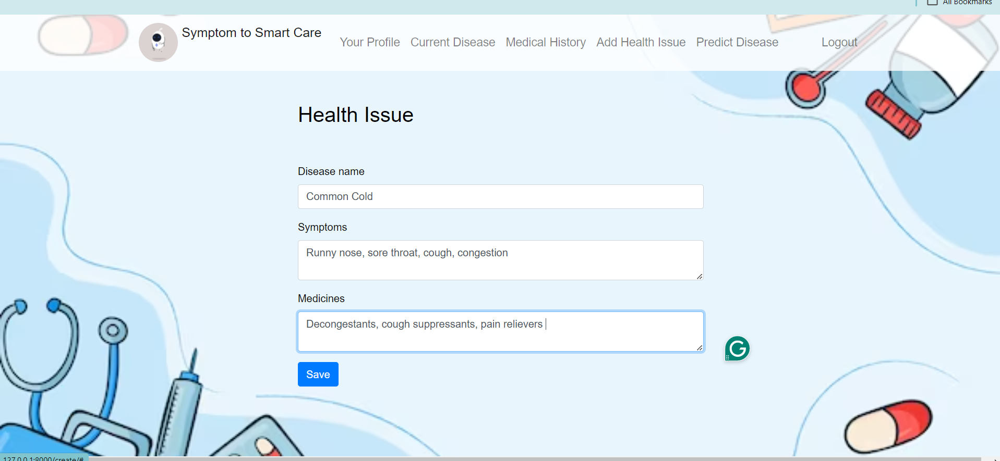 All Bookmarks
Symptom to Smart Care
Your Profile Current Disease Medical History Add Health Issue Predict Disease Logout
Health Issue
Disease name
Common Cold
Symptoms
Runny nose, sore throat, cough, congestion
Medicines
Decongestants, cough suppressants, pain relievers
G
Save
127.0.0.1:8000/create/#